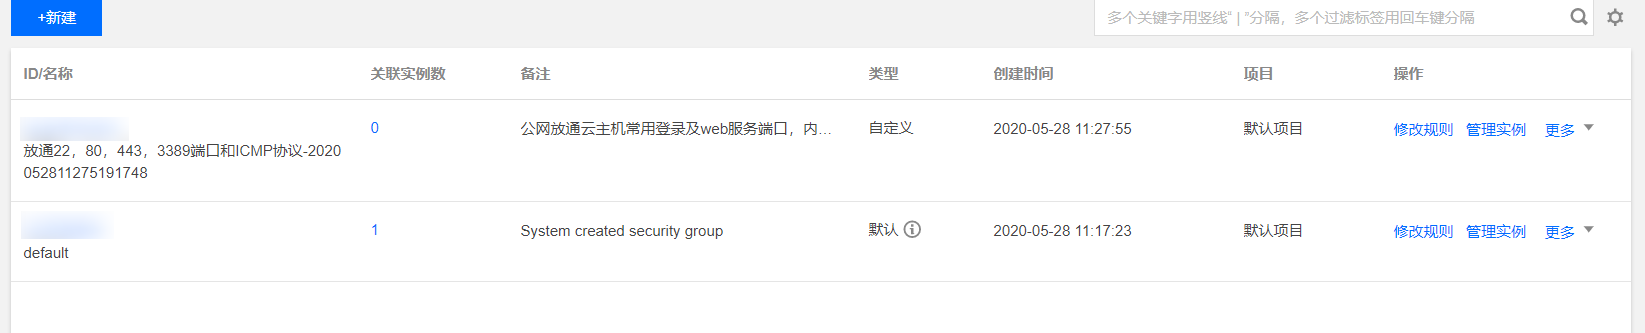 +新建
多个关键字用竖线“ | ”分隔，多个过滤标签用回车键分隔
ID/名称 关联实例数 备注 类型 创建时间 项目 操作
0 公网放通云主机常用登录及web服务端口，内... 自定义 2020-05-28 11:27:55 默认项目 修改规则 管理实例 更多
放通22，80，443，3389端口和ICMP协议-2020
052811275191748
1 System created security group 默认 2020-05-28 11:17:23 默认项目 修改规则 管理实例 更多
default